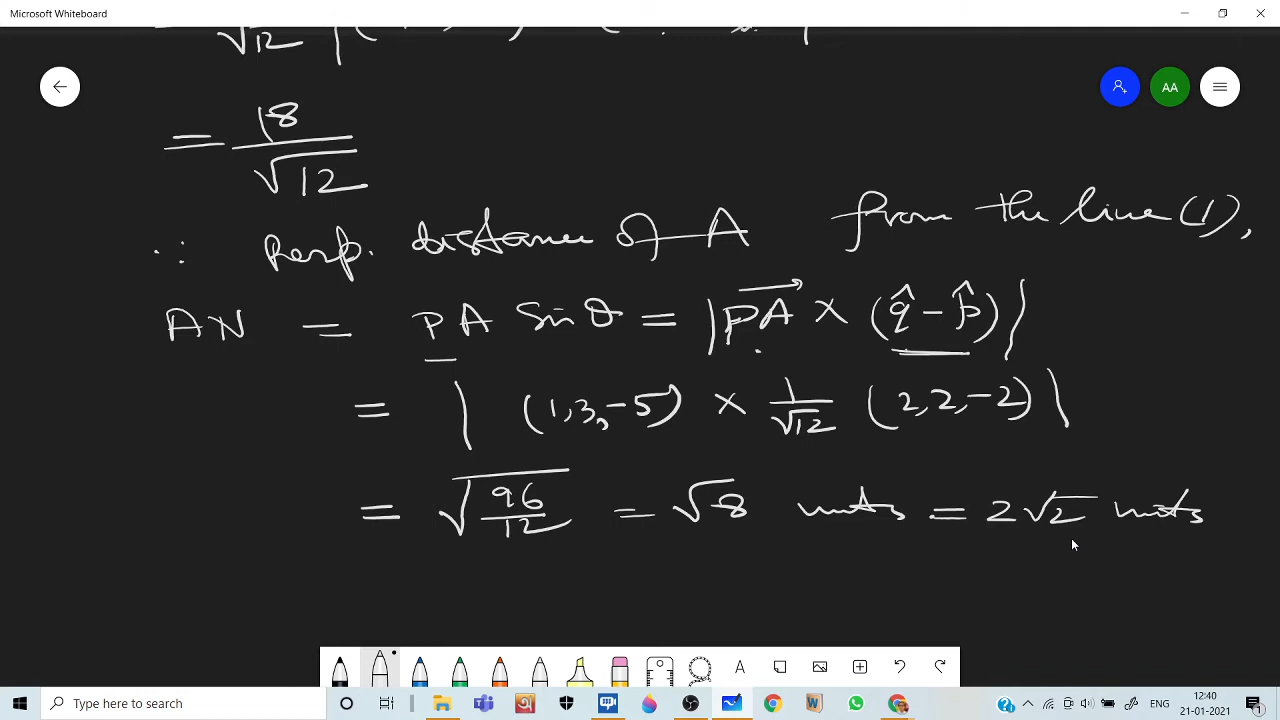 Microsoft Whiteboard
√12
AA
= 18/√12
∴ Perp. distance of A from the line (1),
AN = PA Sin θ = |PA⃗ × (q̂ − p̂)|
= | (1,3,−5) × 1/√12 (2,2,−2) |
= √(96/12) = √8 units = 2√2 units
Type here to search
ENG
12:40
21-01-2021